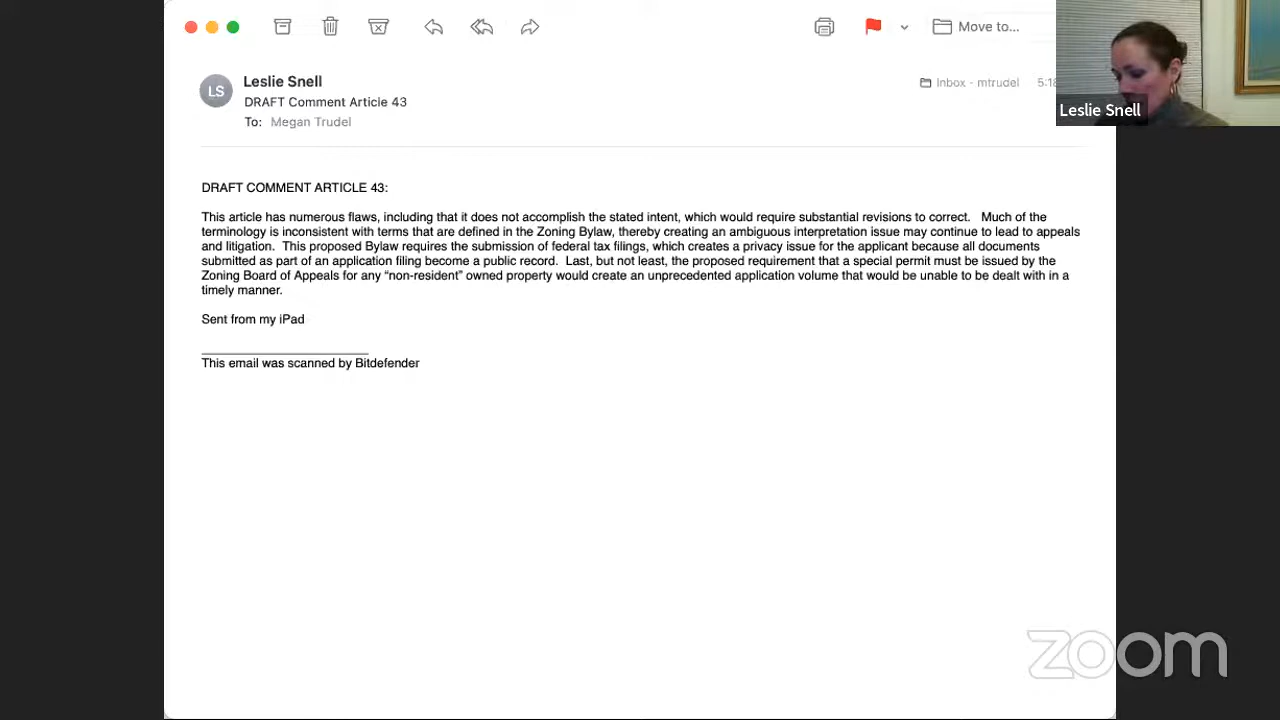 Move to...
LS
Leslie Snell
DRAFT Comment Article 43
To: Megan Trudel
Inbox - mtrudel
5:18
Leslie Snell
DRAFT COMMENT ARTICLE 43:
This article has numerous flaws, including that it does not accomplish the stated intent, which would require substantial revisions to correct. Much of the
terminology is inconsistent with terms that are defined in the Zoning Bylaw, thereby creating an ambiguous interpretation issue may continue to lead to appeals
and litigation. This proposed Bylaw requires the submission of federal tax filings, which creates a privacy issue for the applicant because all documents
submitted as part of an application filing become a public record. Last, but not least, the proposed requirement that a special permit must be issued by the
Zoning Board of Appeals for any “non-resident” owned property would create an unprecedented application volume that would be unable to be dealt with in a
timely manner.
Sent from my iPad
This email was scanned by Bitdefender
zoom